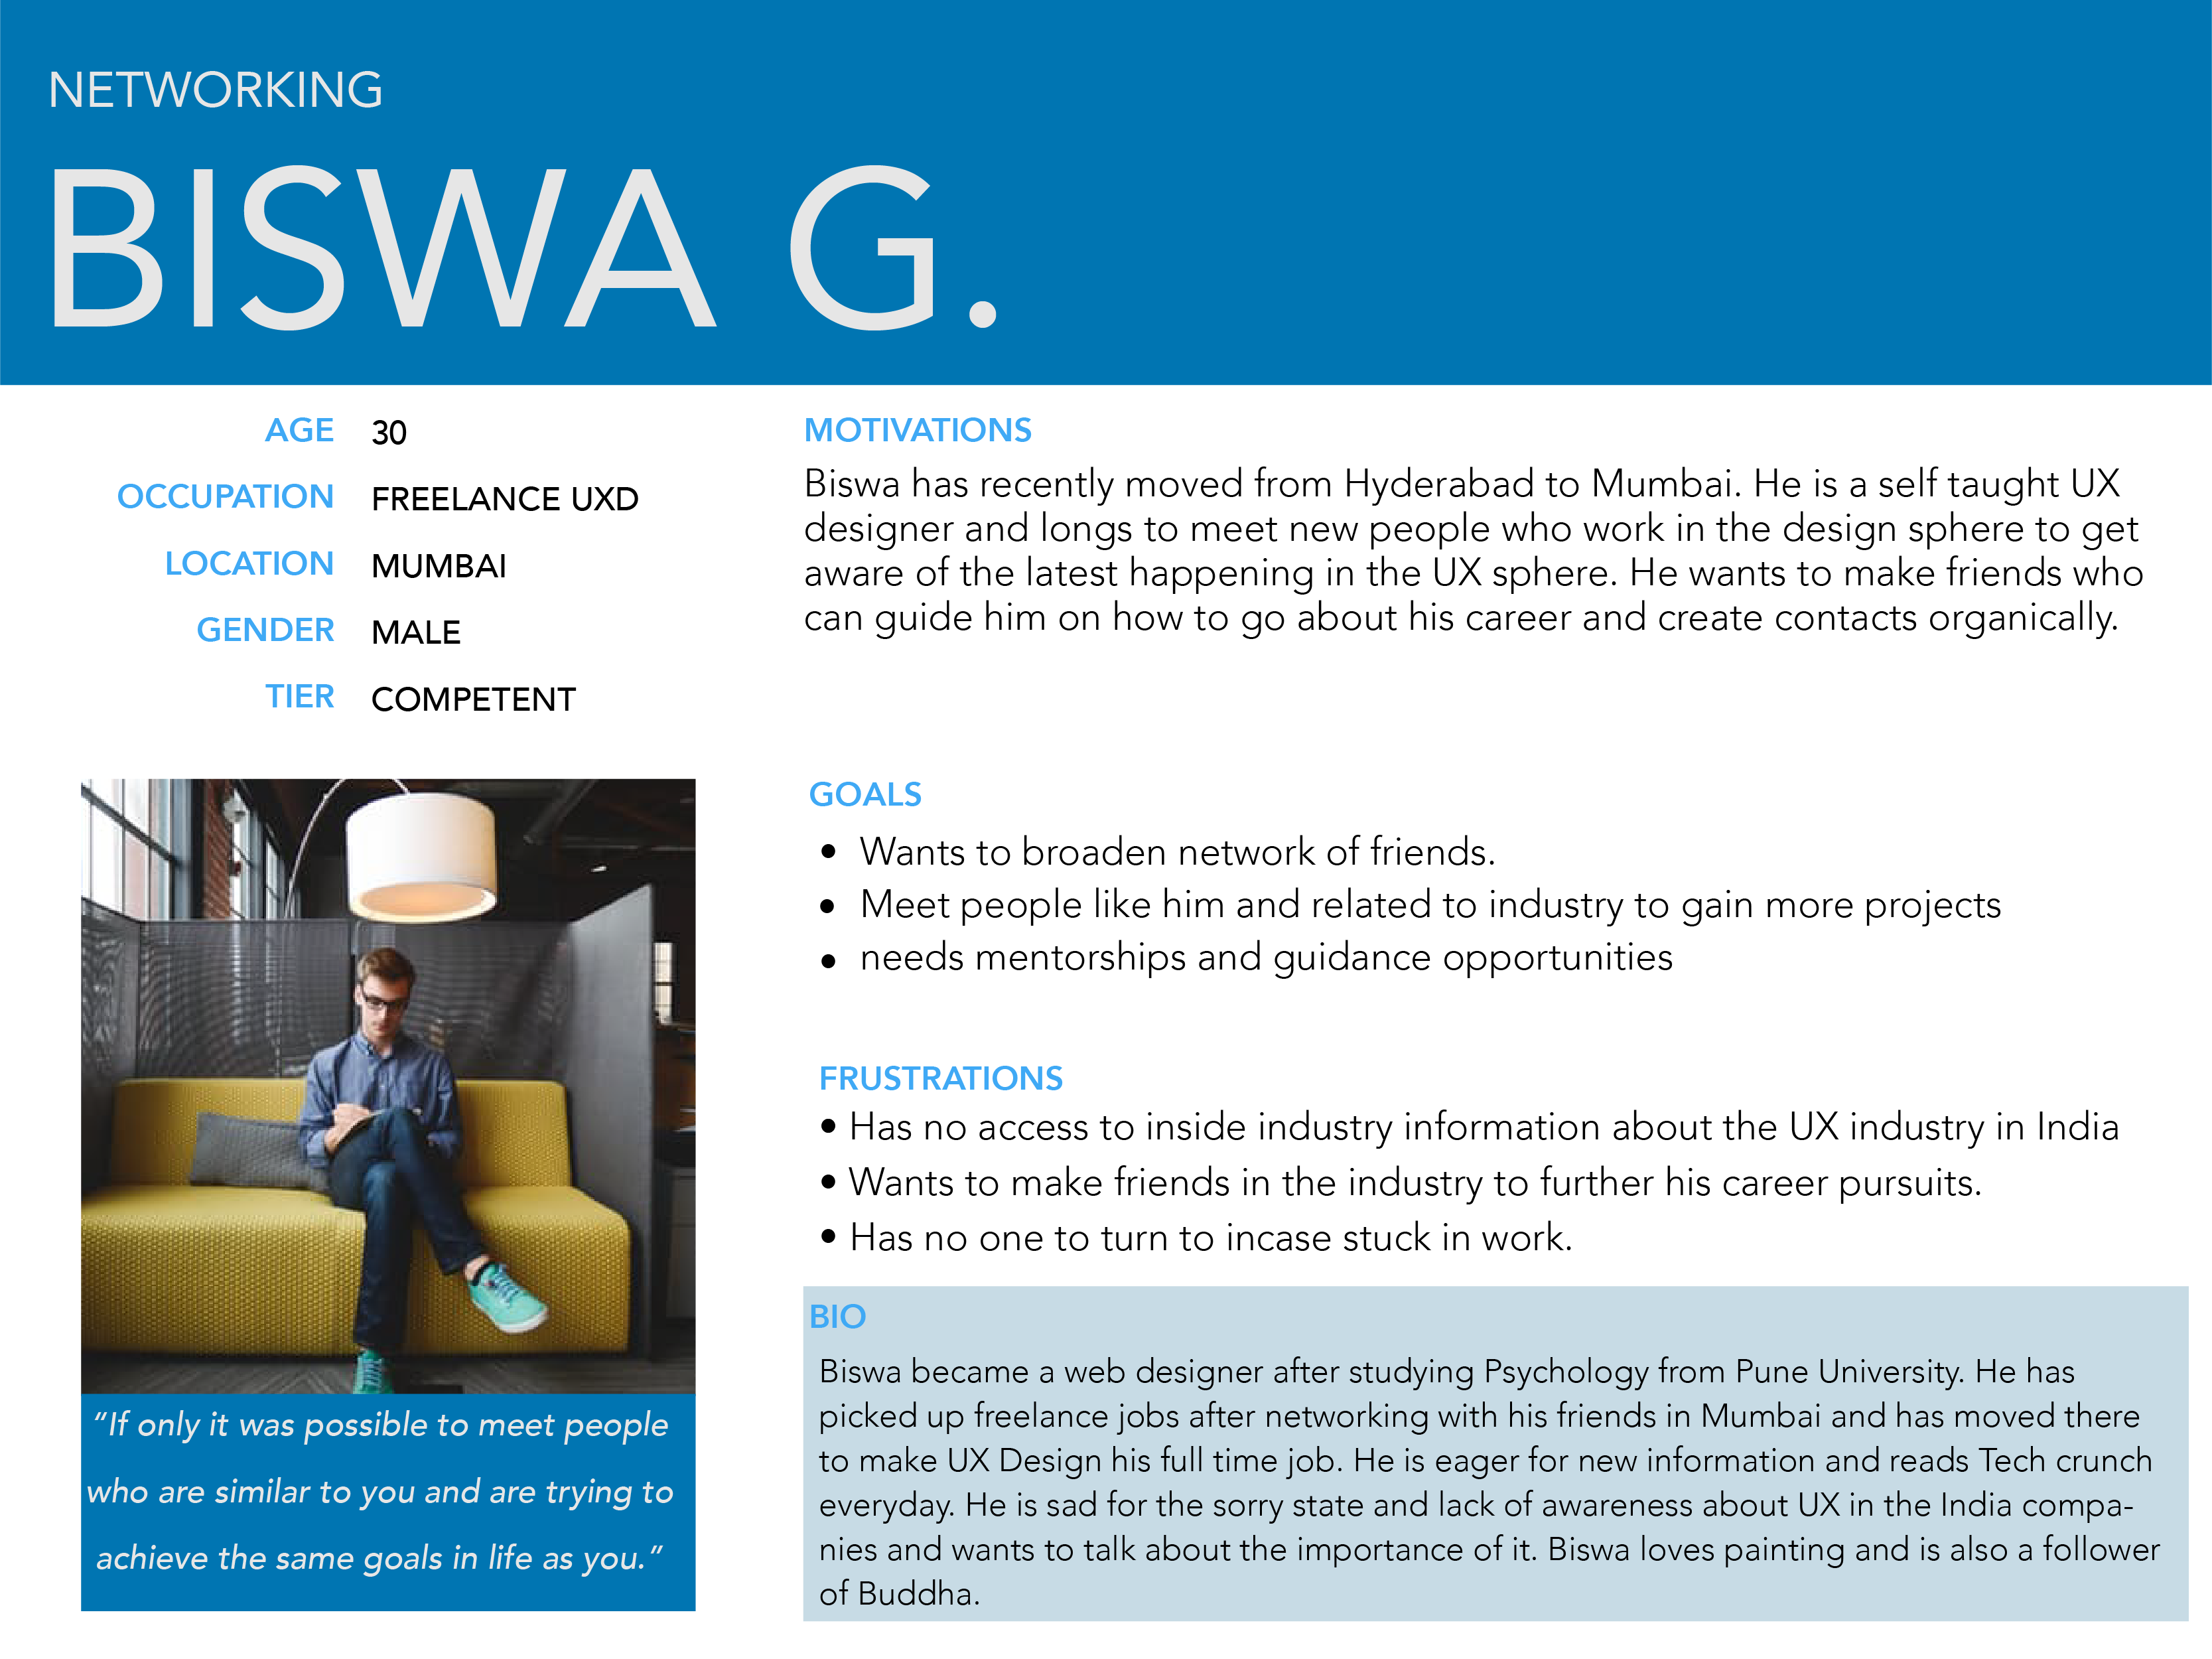 NETWORKING
BISWA G.
AGE 30
OCCUPATION FREELANCE UXD
LOCATION MUMBAI
GENDER MALE
TIER COMPETENT
“If only it was possible to meet people
who are similar to you and are trying to
achieve the same goals in life as you.”
MOTIVATIONS
Biswa has recently moved from Hyderabad to Mumbai. He is a self taught UX
designer and longs to meet new people who work in the design sphere to get
aware of the latest happening in the UX sphere. He wants to make friends who
can guide him on how to go about his career and create contacts organically.
GOALS
• Wants to broaden network of friends.
• Meet people like him and related to industry to gain more projects
• needs mentorships and guidance opportunities
FRUSTRATIONS
• Has no access to inside industry information about the UX industry in India
• Wants to make friends in the industry to further his career pursuits.
• Has no one to turn to incase stuck in work.
BIO
Biswa became a web designer after studying Psychology from Pune University. He has
picked up freelance jobs after networking with his friends in Mumbai and has moved there
to make UX Design his full time job. He is eager for new information and reads Tech crunch
everyday. He is sad for the sorry state and lack of awareness about UX in the India compa-
nies and wants to talk about the importance of it. Biswa loves painting and is also a follower
of Buddha.